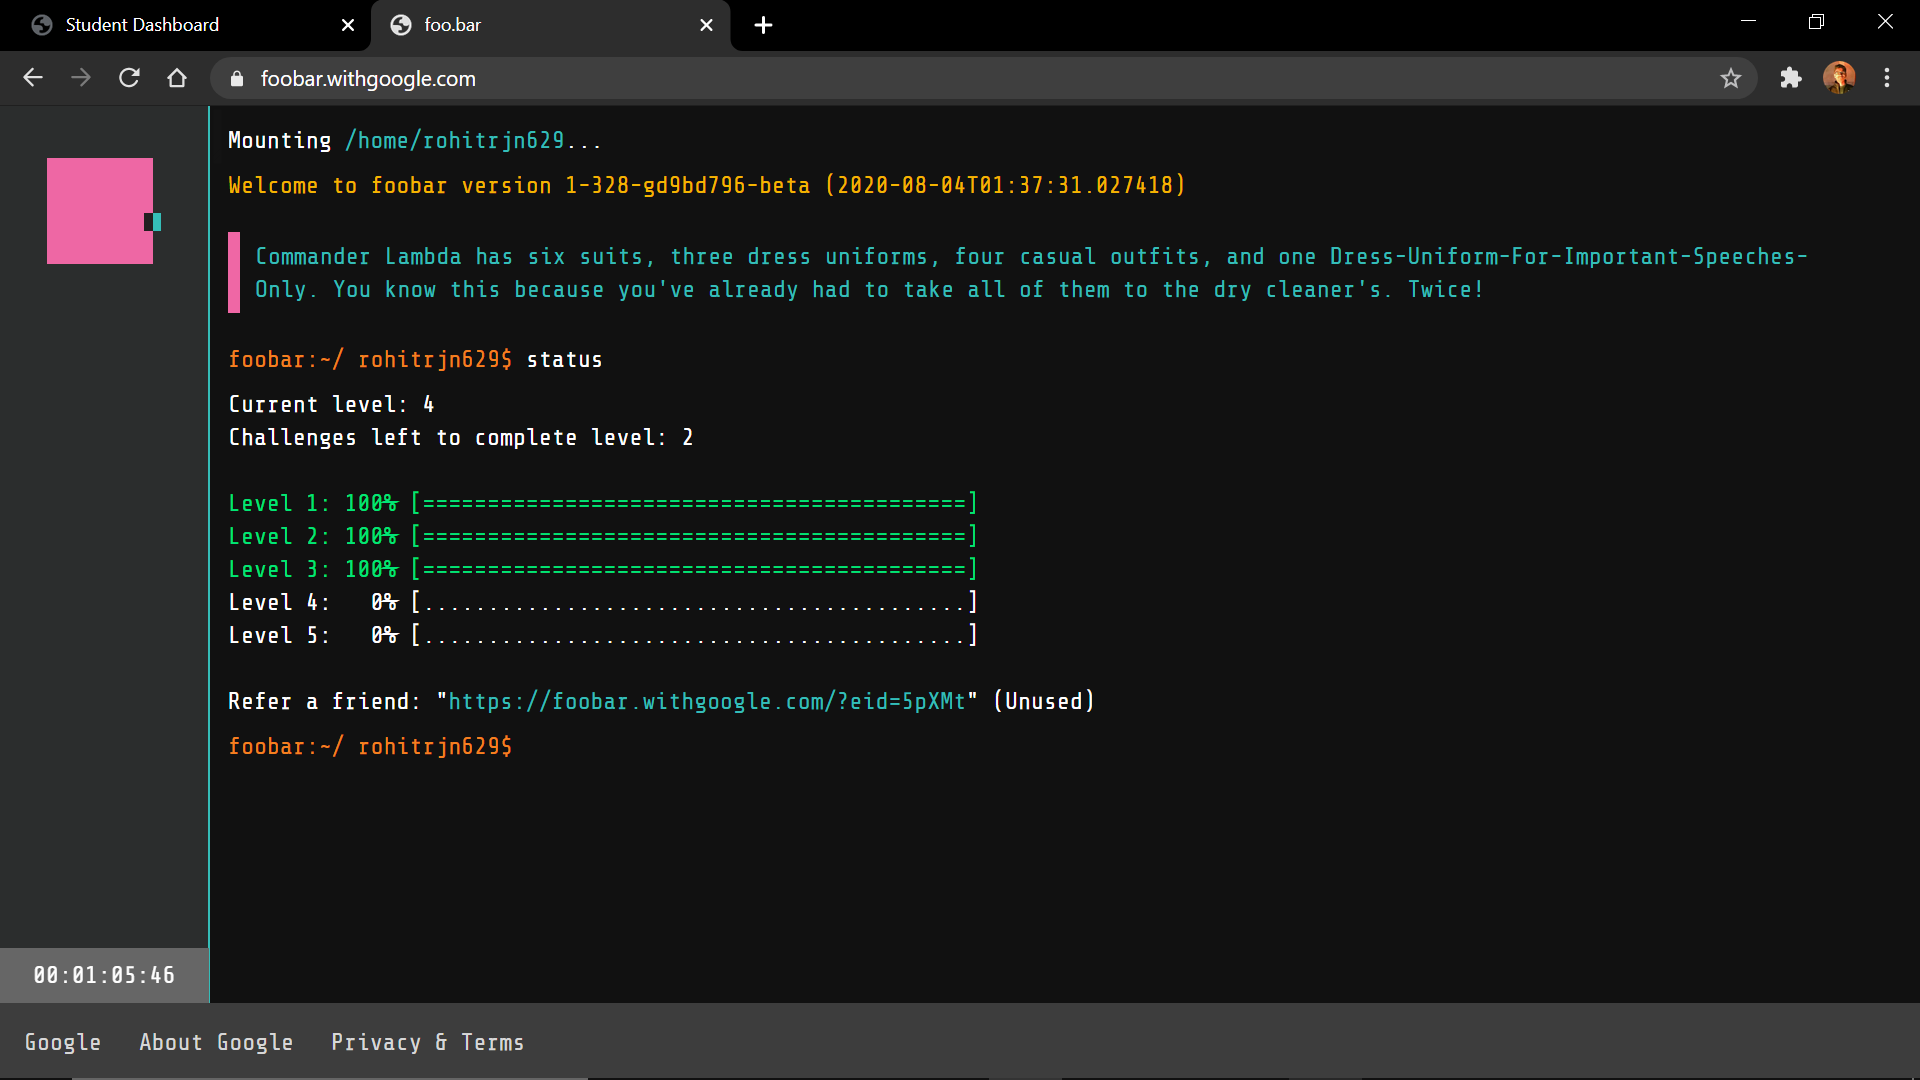 Student Dashboard
foo.bar
foobar.withgoogle.com
Mounting /home/rohitrjn629...
Welcome to foobar version 1-328-gd9bd796-beta (2020-08-04T01:37:31.027418)
Commander Lambda has six suits, three dress uniforms, four casual outfits, and one Dress-Uniform-For-Important-Speeches-
Only. You know this because you've already had to take all of them to the dry cleaner's. Twice!
foobar:~/ rohitrjn629$ status
Current level: 4
Challenges left to complete level: 2
Level 1: 100% [==========================================]
Level 2: 100% [==========================================]
Level 3: 100% [==========================================]
Level 4:   0% [..........................................]
Level 5:   0% [..........................................]
Refer a friend: "https://foobar.withgoogle.com/?eid=5pXMt" (Unused)
foobar:~/ rohitrjn629$
00:01:05:46
Google About Google Privacy & Terms